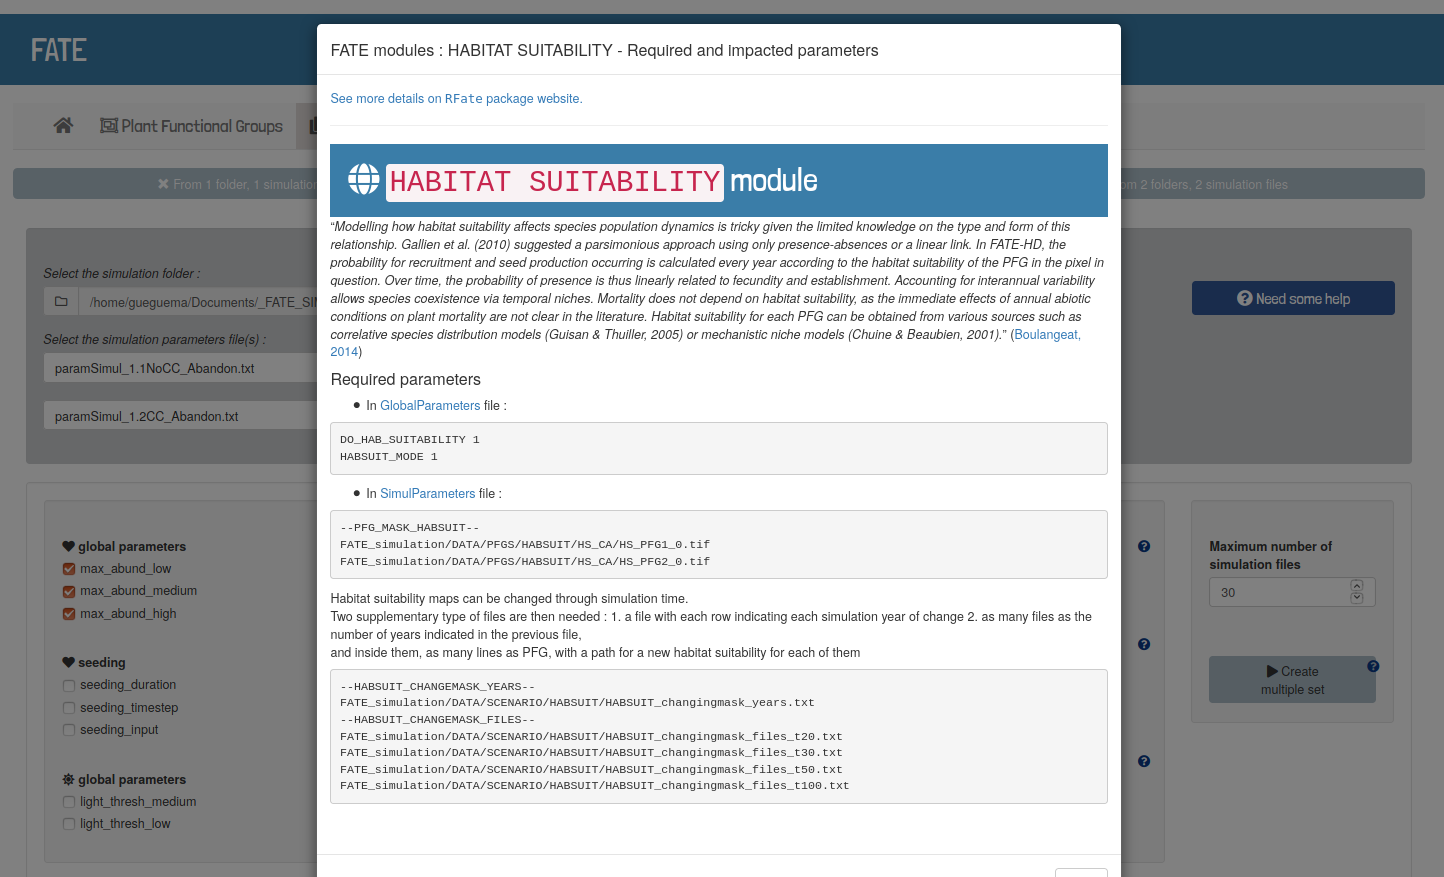 FATE
FATE modules : HABITAT SUITABILITY - Required and impacted parameters
See more details on RFate package website.
Plant Functional Groups
From 1 folder, 1 simulation
om 2 folders, 2 simulation files
HABITAT SUITABILITY module
“Modelling how habitat suitability affects species population dynamics is tricky given the limited knowledge on the type and form of this
relationship. Gallien et al. (2010) suggested a parsimonious approach using only presence-absences or a linear link. In FATE-HD, the
probability for recruitment and seed production occurring is calculated every year according to the habitat suitability of the PFG in the pixel in
question. Over time, the probability of presence is thus linearly related to fecundity and establishment. Accounting for interannual variability
allows species coexistence via temporal niches. Mortality does not depend on habitat suitability, as the immediate effects of annual abiotic
conditions on plant mortality are not clear in the literature. Habitat suitability for each PFG can be obtained from various sources such as
correlative species distribution models (Guisan & Thuiller, 2005) or mechanistic niche models (Chuine & Beaubien, 2001).” (Boulangeat,
2014)
Required parameters
In GlobalParameters file :
DO_HAB_SUITABILITY 1
HABSUIT_MODE 1
In SimulParameters file :
--PFG_MASK_HABSUIT--
FATE_simulation/DATA/PFGS/HABSUIT/HS_CA/HS_PFG1_0.tif
FATE_simulation/DATA/PFGS/HABSUIT/HS_CA/HS_PFG2_0.tif
Habitat suitability maps can be changed through simulation time.
Two supplementary type of files are then needed : 1. a file with each row indicating each simulation year of change 2. as many files as the
number of years indicated in the previous file,
and inside them, as many lines as PFG, with a path for a new habitat suitability for each of them
--HABSUIT_CHANGEMASK_YEARS--
FATE_simulation/DATA/SCENARIO/HABSUIT/HABSUIT_changingmask_years.txt
--HABSUIT_CHANGEMASK_FILES--
FATE_simulation/DATA/SCENARIO/HABSUIT/HABSUIT_changingmask_files_t20.txt
FATE_simulation/DATA/SCENARIO/HABSUIT/HABSUIT_changingmask_files_t30.txt
FATE_simulation/DATA/SCENARIO/HABSUIT/HABSUIT_changingmask_files_t50.txt
FATE_simulation/DATA/SCENARIO/HABSUIT/HABSUIT_changingmask_files_t100.txt
Select the simulation folder :
/home/gueguema/Documents/_FATE_SI
Select the simulation parameters file(s) :
paramSimul_1.1NoCC_Abandon.txt
paramSimul_1.2CC_Abandon.txt
Need some help
global parameters
max_abund_low
max_abund_medium
max_abund_high
seeding
seeding_duration
seeding_timestep
seeding_input
global parameters
light_thresh_medium
light_thresh_low
Maximum number of
simulation files
30
Create
multiple set